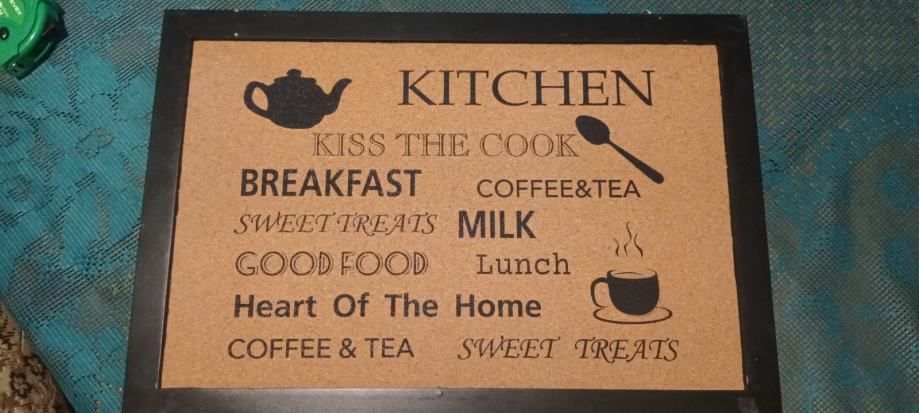 KITCHEN
KISS THE COOK
BREAKFAST COFFEE&TEA
SWEET TREATS MILK
GOOD FOOD Lunch
Heart Of The Home
COFFEE & TEA SWEET TREATS